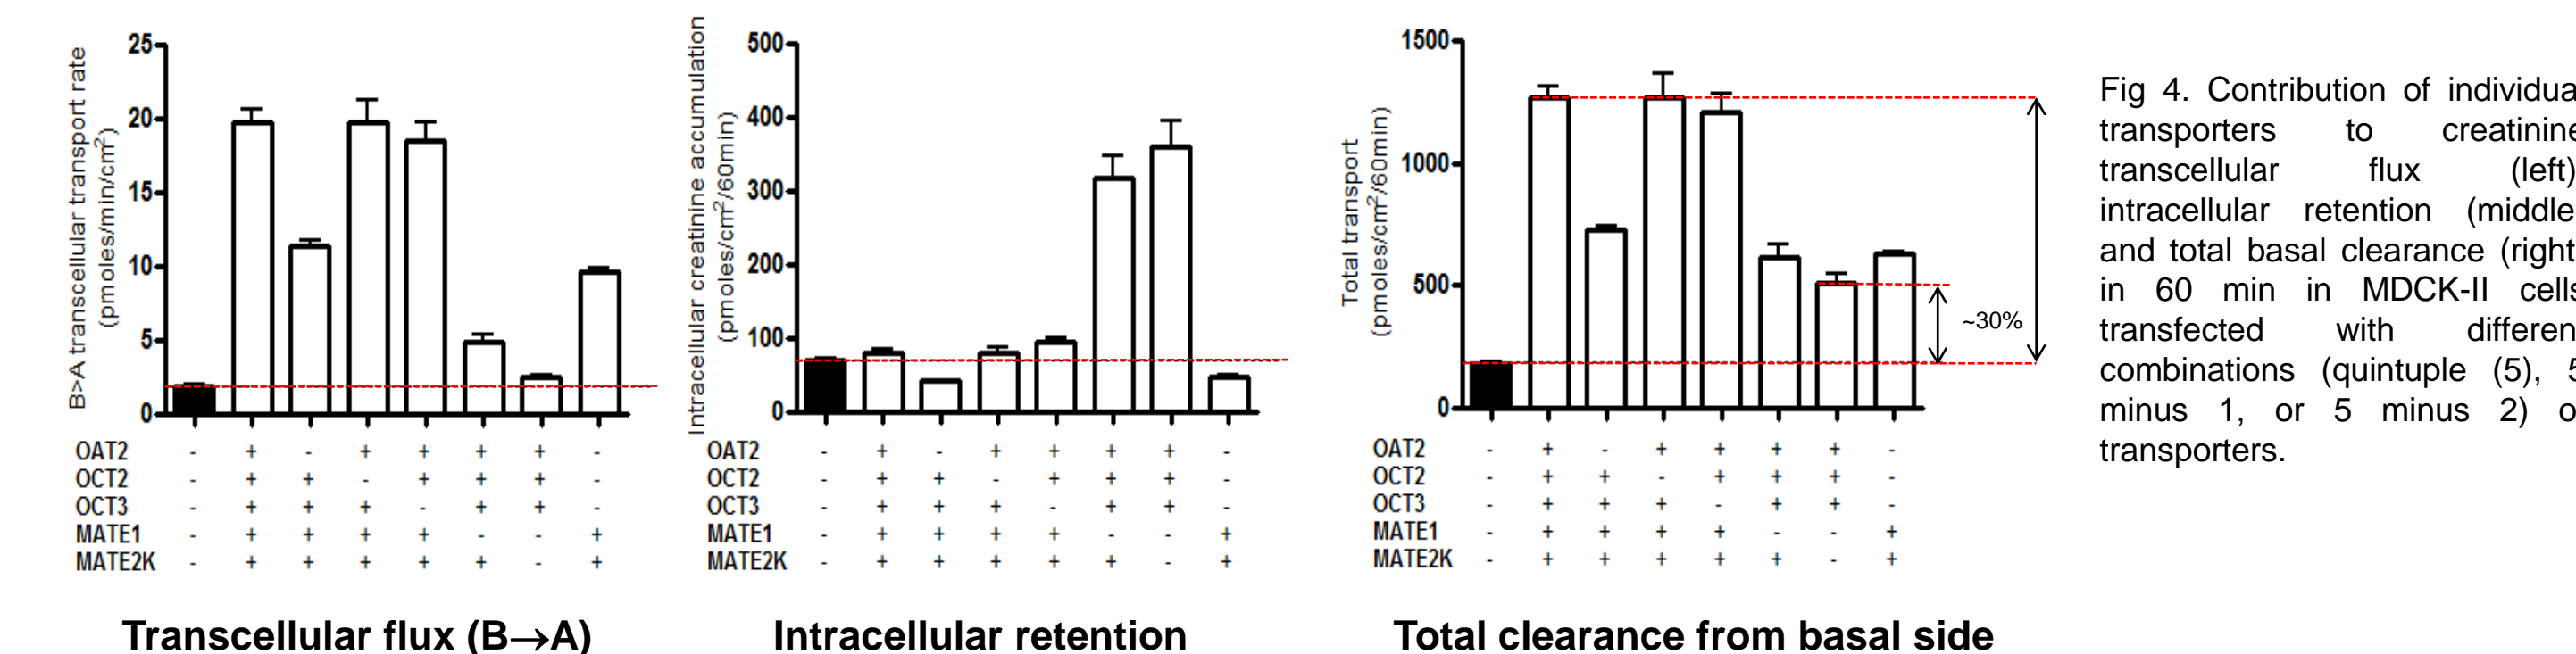 B>A transcellular transport rate
(pmoles/min/cm²)
25
20
15
10
5
0
OAT2 - + - + + + + -
OCT2 - + + - + + + -
OCT3 - + + + - + + -
MATE1 - + + + + - - +
MATE2K - + + + + + - +
Transcellular flux (B→A)
Intracellular creatinine accumulation
(pmoles/cm²/60min)
500
400
300
200
100
0
OAT2 - + - + + + + -
OCT2 - + + - + + + -
OCT3 - + + + - + + -
MATE1 - + + + + - - +
MATE2K - + + + + + - +
Intracellular retention
Total transport
(pmoles/cm²/60min)
1500
1000
500
0
~30%
OAT2 - + - + + + + -
OCT2 - + + - + + + -
OCT3 - + + + - + + -
MATE1 - + + + + - - +
MATE2K - + + + + + - +
Total clearance from basal side
Fig 4. Contribution of individua
transporters to creatinine
transcellular flux (left)
intracellular retention (middle
and total basal clearance (right
in 60 min in MDCK-II cells
transfected with differen
combinations (quintuple (5), 5
minus 1, or 5 minus 2) o
transporters.